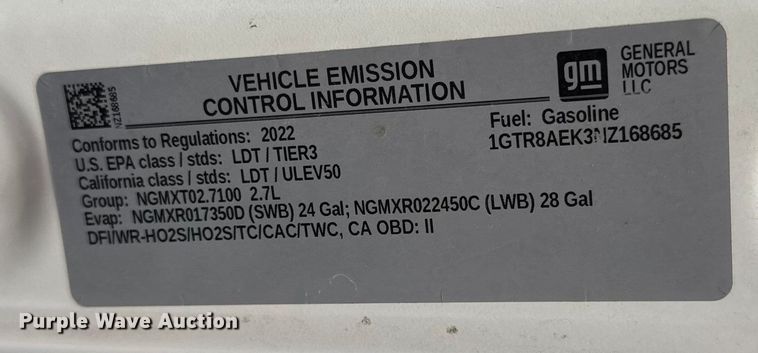 NZ168685
VEHICLE EMISSION
CONTROL INFORMATION
gm
GENERAL
MOTORS
LLC
Conforms to Regulations: 2022
U.S. EPA class / stds: LDT / TIER3
California class / stds: LDT / ULEV50
Group: NGMXT02.7100 2.7L
Evap: NGMXR017350D (SWB) 24 Gal; NGMXR022450C (LWB) 28 Gal
DFI/WR-HO2S/HO2S/TC/CAC/TWC, CA OBD: II
Fuel: Gasoline
1GTR8AEK3NZ168685
Purple Wave Auction